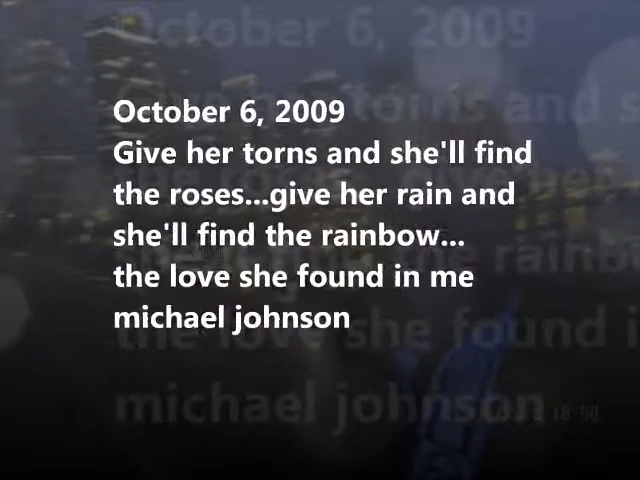 October 6, 2009
Give her torns and she'll find
the roses...give her rain and
she'll find the rainbow...
the love she found in me
michael johnson